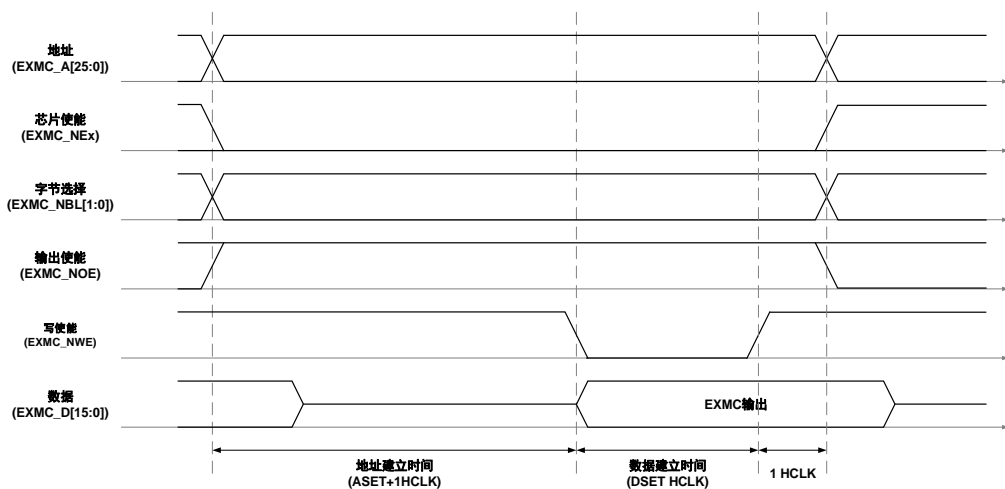 地址
(EXMC_A[25:0])
芯片使能
(EXMC_NEx)
字节选择
(EXMC_NBL[1:0])
输出使能
(EXMC_NOE)
写使能
(EXMC_NWE)
数据
(EXMC_D[15:0])
EXMC输出
地址建立时间
(ASET+1HCLK)
数据建立时间
(DSET HCLK)
1 HCLK